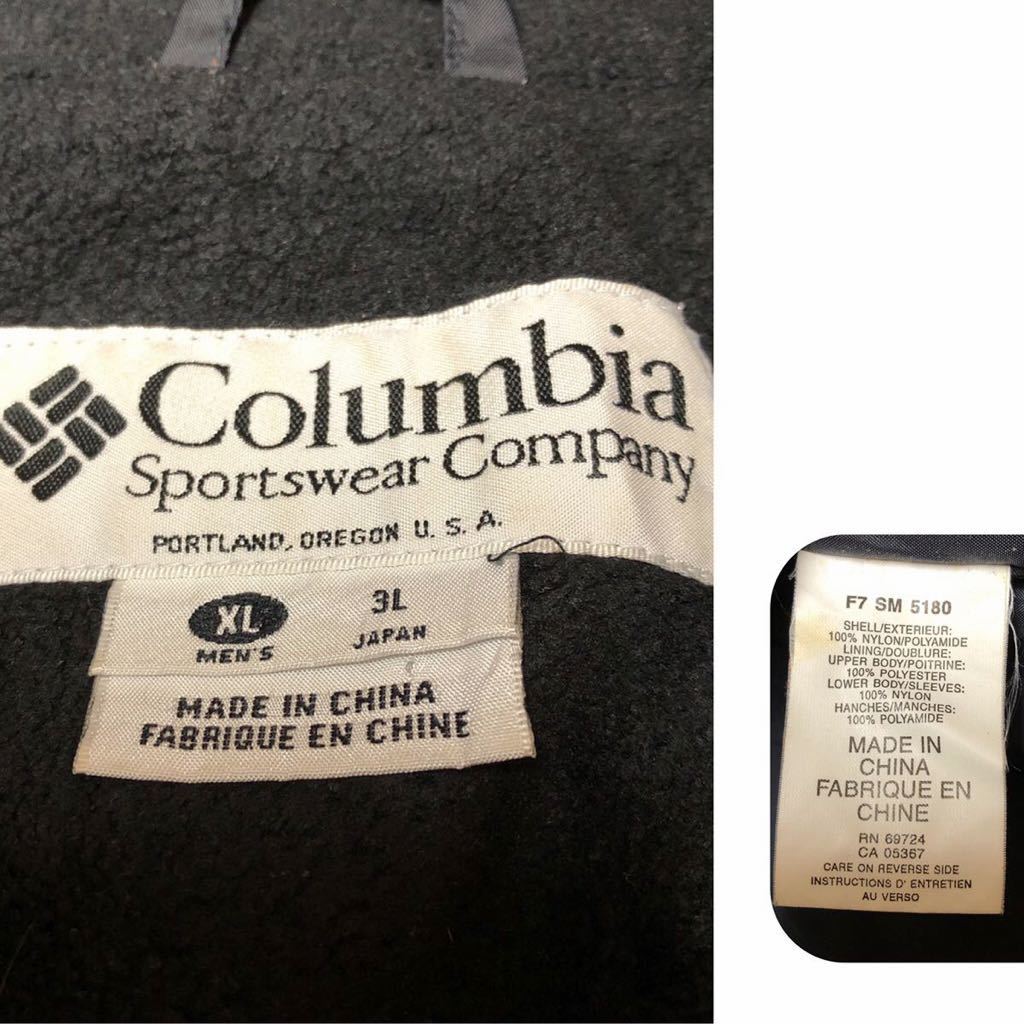 Columbia
Sportswear Company
PORTLAND, OREGON U. S. A.
XL 3L
MEN'S JAPAN
MADE IN CHINA
FABRIQUE EN CHINE
F7 SM 5180
SHELL/EXTERIEUR:
100% NYLON/POLYAMIDE
LINING/DOUBLURE:
UPPER BODY/POITRINE:
100% POLYESTER
LOWER BODY/SLEEVES:
100% NYLON
HANCHES/MANCHES:
100% POLYAMIDE
MADE IN
CHINA
FABRIQUE EN
CHINE
RN 69724
CA 05367
CARE ON REVERSE SIDE
INSTRUCTIONS D' ENTRETIEN
AU VERSO